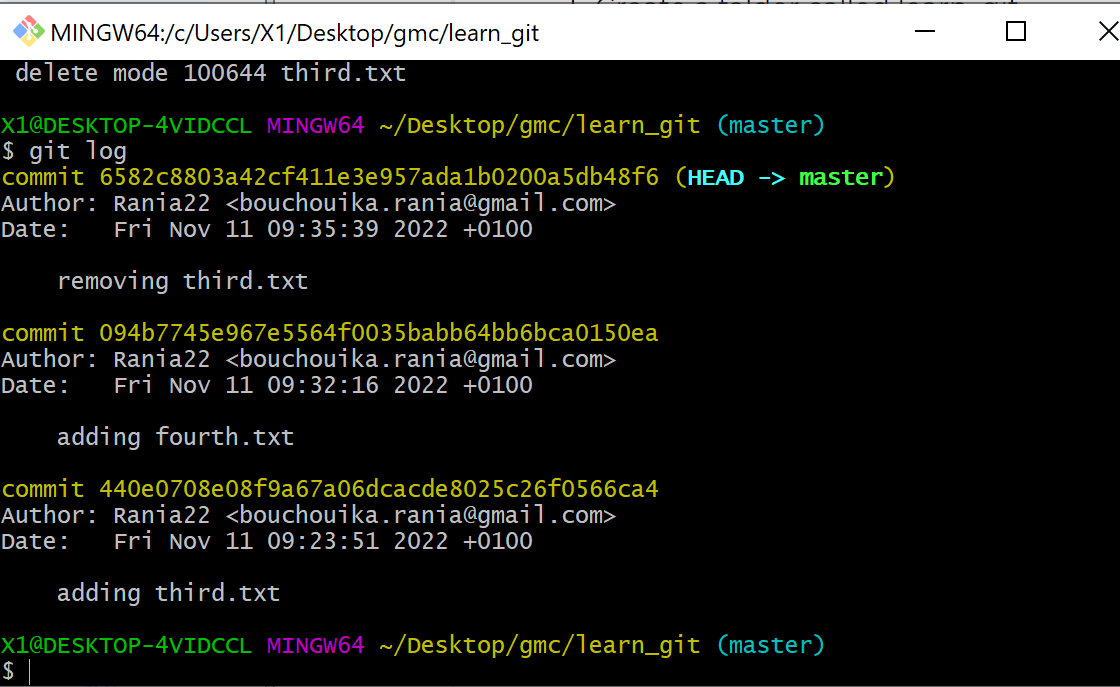 MINGW64:/c/Users/X1/Desktop/gmc/learn_git
delete mode 100644 third.txt
X1@DESKTOP-4VIDCCL MINGW64 ~/Desktop/gmc/learn_git (master)
$ git log
commit 6582c8803a42cf411e3e957ada1b0200a5db48f6 (HEAD -> master)
Author: Rania22 <bouchouika.rania@gmail.com>
Date:   Fri Nov 11 09:35:39 2022 +0100
removing third.txt
commit 094b7745e967e5564f0035babb64bb6bca0150ea
Author: Rania22 <bouchouika.rania@gmail.com>
Date:   Fri Nov 11 09:32:16 2022 +0100
adding fourth.txt
commit 440e0708e08f9a67a06dcacde8025c26f0566ca4
Author: Rania22 <bouchouika.rania@gmail.com>
Date:   Fri Nov 11 09:23:51 2022 +0100
adding third.txt
X1@DESKTOP-4VIDCCL MINGW64 ~/Desktop/gmc/learn_git (master)
$